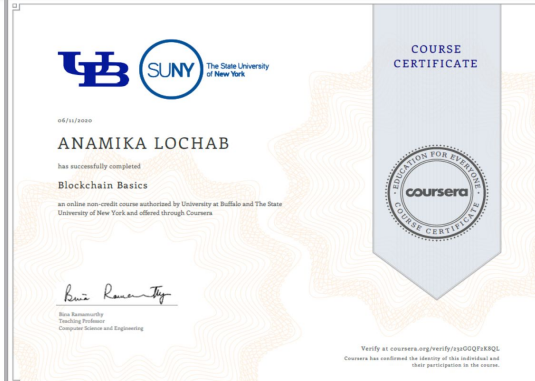 UB
SUNY
The State University
of New York
COURSE
CERTIFICATE
06/11/2020
ANAMIKA LOCHAB
has successfully completed
Blockchain Basics
an online non-credit course authorized by University at Buffalo and The State
University of New York and offered through Coursera
EDUCATION FOR EVERYONE
coursera
COURSE CERTIFICATE
Bina Ramamurthy
Teaching Professor
Computer Science and Engineering
Verify at coursera.org/verify/232GGQF2K8QL
Coursera has confirmed the identity of this individual and
their participation in the course.